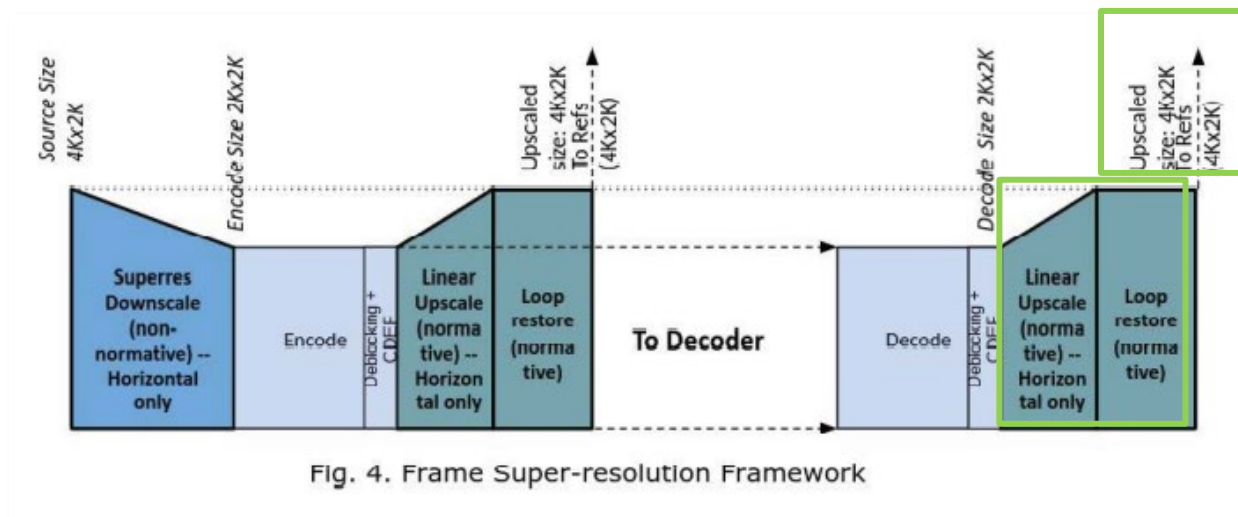 Source Size
4Kx2K
Encode Size 2Kx2K
Upscaled
size: 4Kx2K
To Refs
(4Kx2K)
Decode Size 2Kx2K
Upscaled
size: 4Kx2K
To Refs
(4Kx2K)
Superres
Downscale
(non-
normative) --
Horizontal
only
Encode
Deblocking +
CDEF
Linear
Upscale
(norma
tive) --
Horizon
tal only
Loop
restore
(norma
tive)
To Decoder
Decode
Deblocking +
CDEF
Linear
Upscale
(norma
tive) --
Horizon
tal only
Loop
restore
(norma
tive)
Fig. 4. Frame Super-resolution Framework